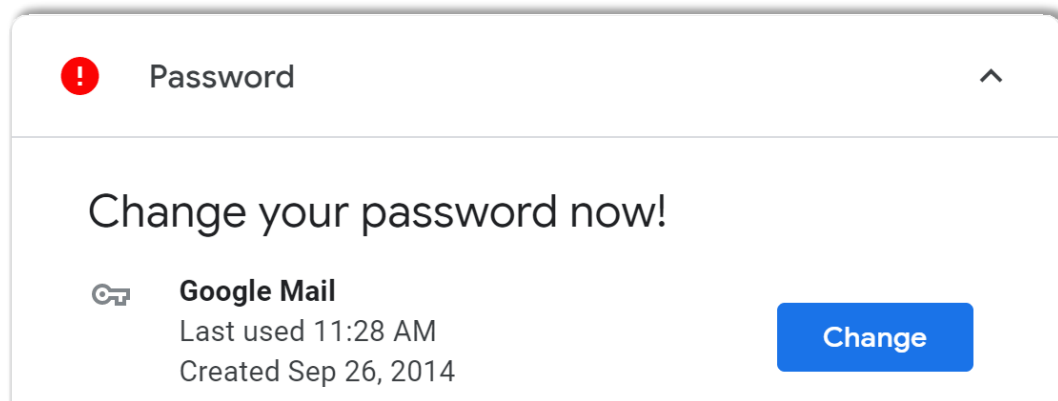 Password
Change your password now!
Google Mail
Last used 11:28 AM
Change
Created Sep 26, 2014